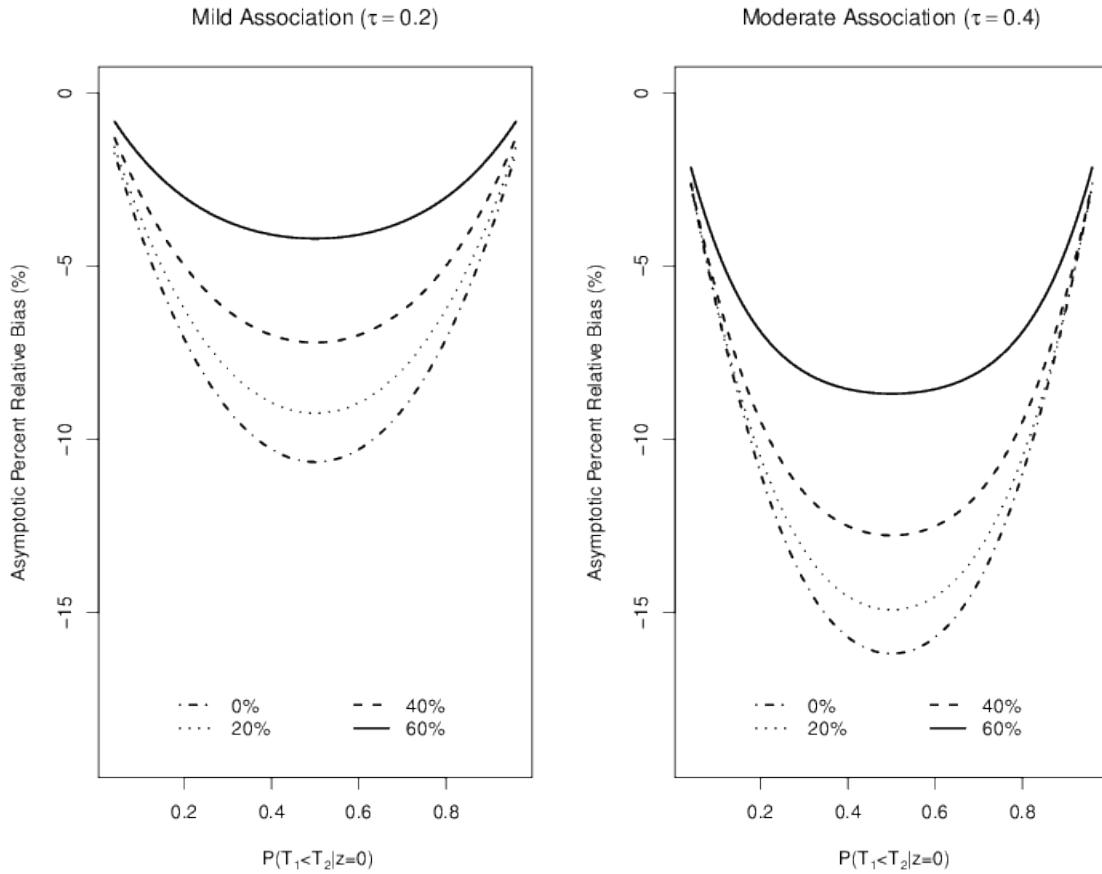 Mild Association (τ = 0.2)
0
−5
−10
−15
Asymptotic Percent Relative Bias (%)
0% 40%
20% 60%
0.2 0.4 0.6 0.8
P(T₁<T₂|z=0)
Moderate Association (τ = 0.4)
0
−5
−10
−15
Asymptotic Percent Relative Bias (%)
0% 40%
20% 60%
0.2 0.4 0.6 0.8
P(T₁<T₂|z=0)